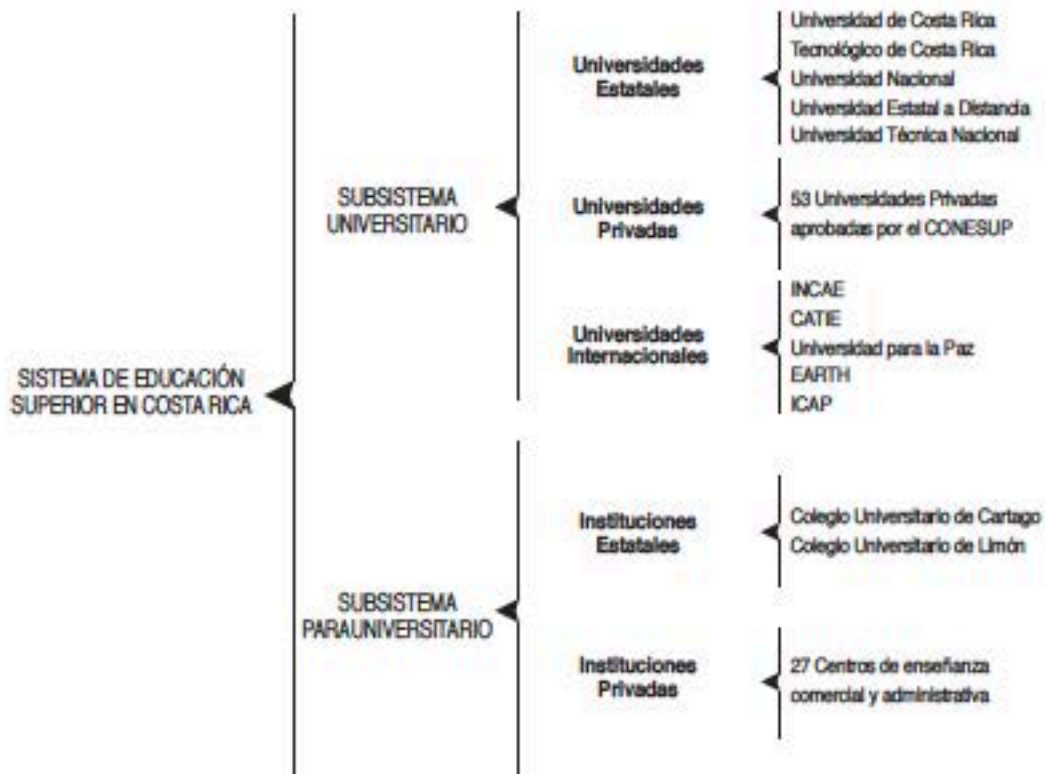 SISTEMA DE EDUCACIÓN
SUPERIOR EN COSTA RICA
SUBSISTEMA
UNIVERSITARIO
Universidades
Estatales
Universidad de Costa Rica
Tecnológico de Costa Rica
Universidad Nacional
Universidad Estatal a Distancia
Universidad Técnica Nacional
Universidades
Privadas
53 Universidades Privadas
aprobadas por el CONESUP
Universidades
Internacionales
INCAE
CATIE
Universidad para la Paz
EARTH
ICAP
SUBSISTEMA
PARAUNIVERSITARIO
Instituciones
Estatales
Colegio Universitario de Cartago
Colegio Universitario de Limón
Instituciones
Privadas
27 Centros de enseñanza
comercial y administrativa